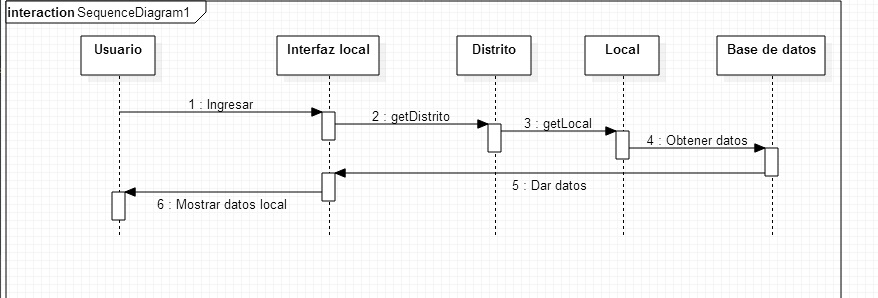 interaction SequenceDiagram1
Usuario
Interfaz local
Distrito
Local
Base de datos
1 : Ingresar
2 : getDistrito
3 : getLocal
4 : Obtener datos
5 : Dar datos
6 : Mostrar datos local